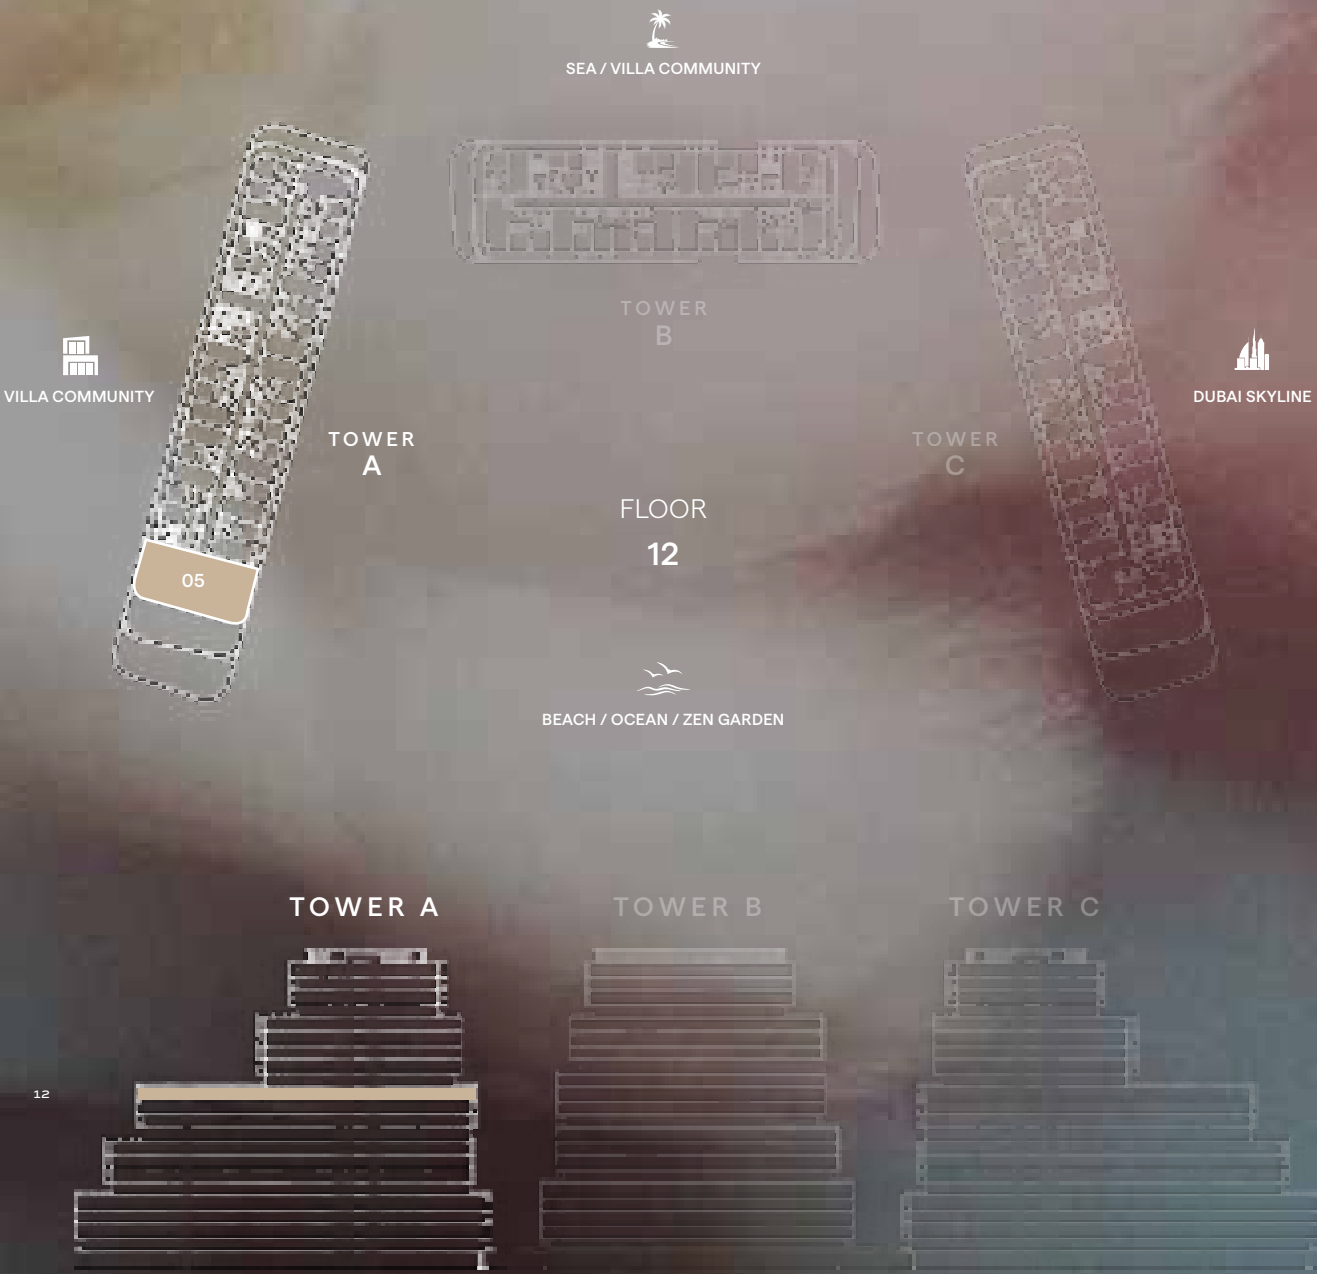 SEA / VILLA COMMUNITY
TOWER
B
VILLA COMMUNITY
DUBAI SKYLINE
TOWER
A
TOWER
C
FLOOR
12
05
BEACH / OCEAN / ZEN GARDEN
TOWER A
TOWER B
TOWER C
12